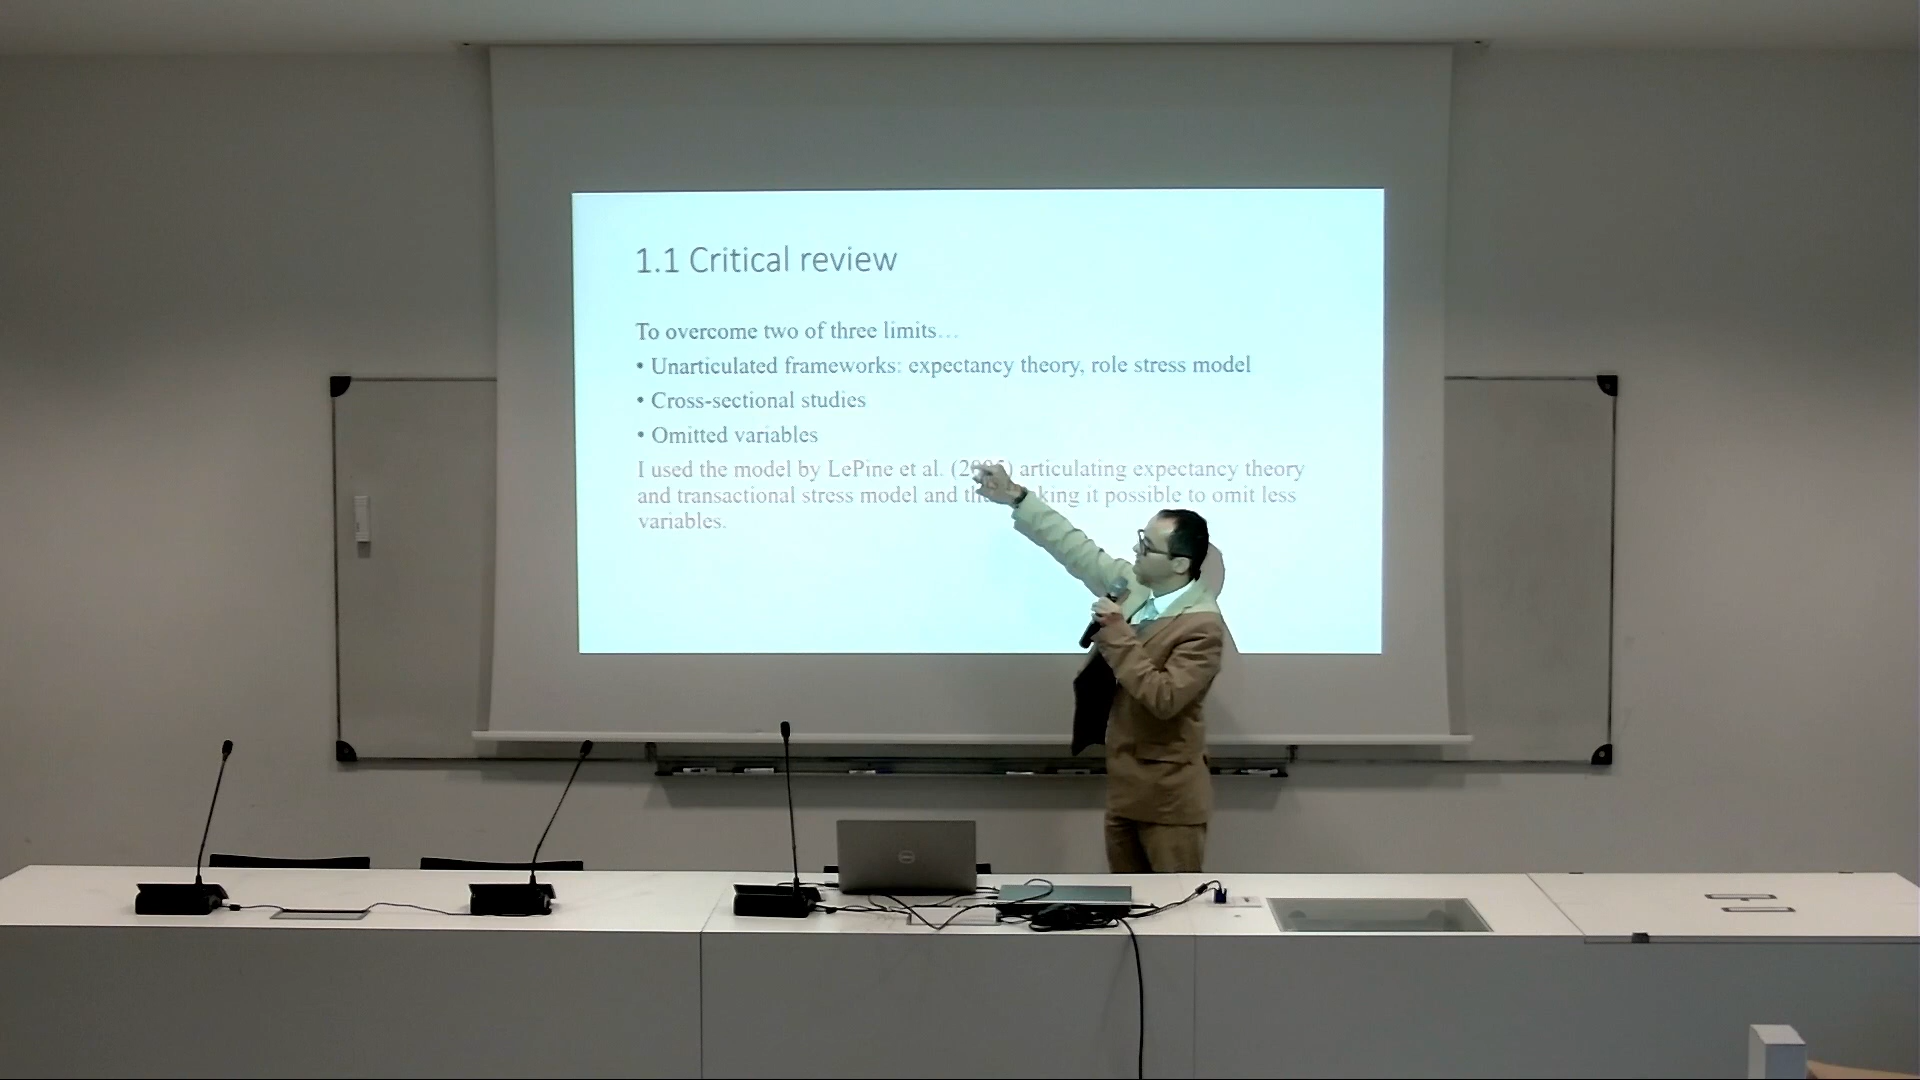 1.1 Critical review
To overcome two of three limits…
• Unarticulated frameworks: expectancy theory, role stress model
• Cross-sectional studies
• Omitted variables
I used the model by LePine et al. articulating expectancy theory
and transactional stress model and making it possible to omit less
variables.
DELL